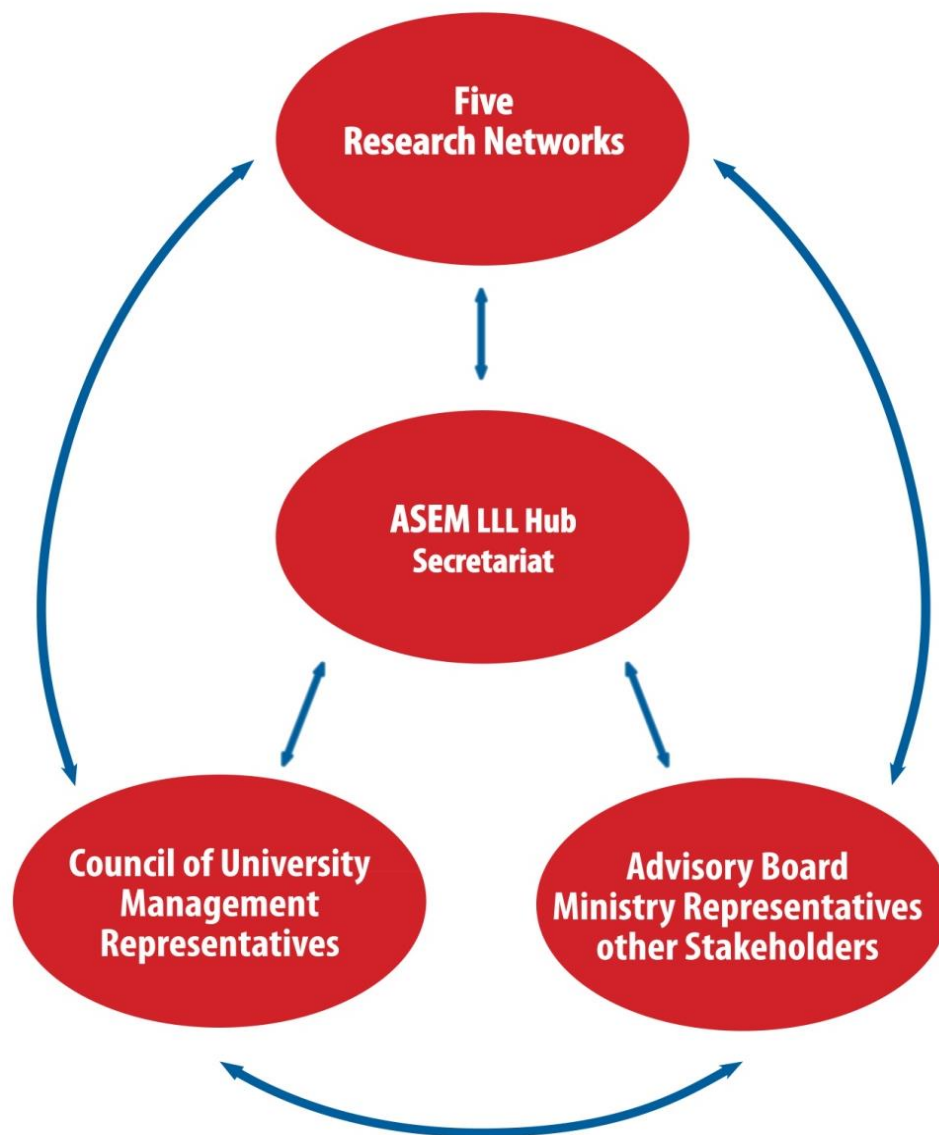 Five
Research Networks
ASEM LLL Hub
Secretariat
Council of University
Management
Representatives
Advisory Board
Ministry Representatives
other Stakeholders